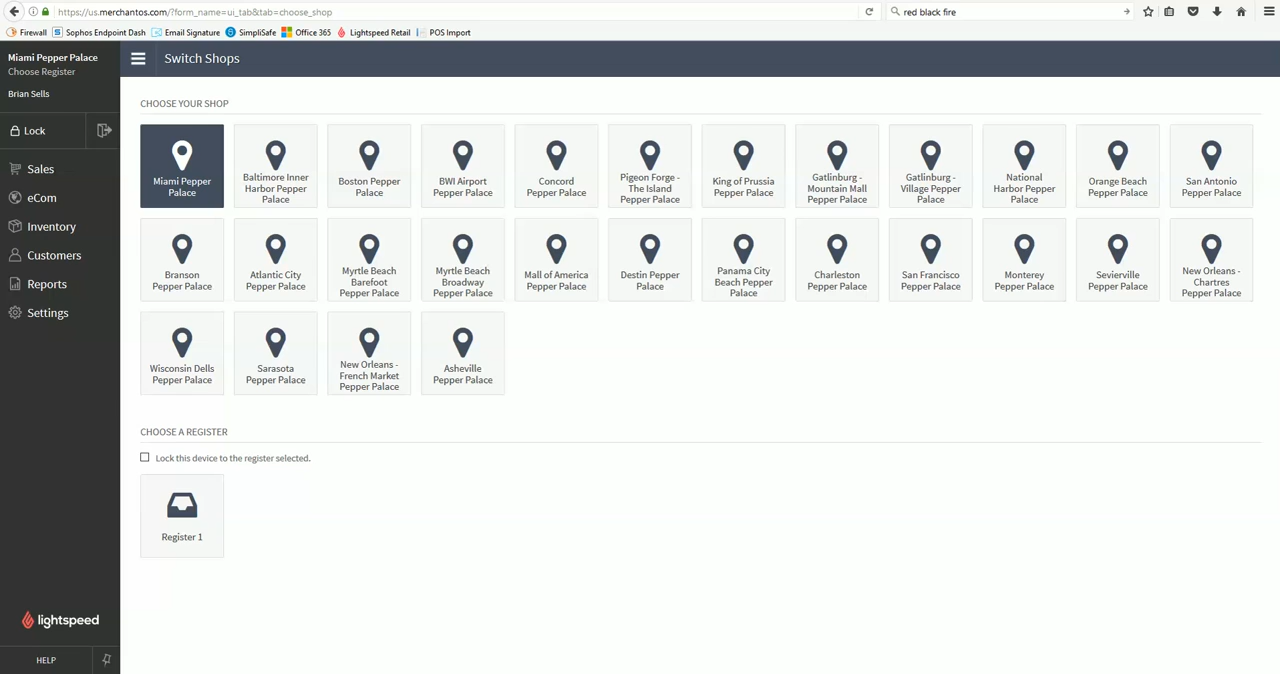 https://us.merchantos.com/?form_name=ui_tab&tab=choose_shop
red black fire
Firewall
Sophos Endpoint Dash
Email Signature
SimpliSafe
Office 365
Lightspeed Retail
POS Import
Miami Pepper Palace
Choose Register
Brian Sells
Lock
Sales
eCom
Inventory
Customers
Reports
Settings
lightspeed
HELP
Switch Shops
CHOOSE YOUR SHOP
Miami Pepper
Palace
Baltimore Inner
Harbor Pepper
Palace
Boston Pepper
Palace
BWI Airport
Pepper Palace
Concord
Pepper Palace
Pigeon Forge -
The Island
Pepper Palace
King of Prussia
Pepper Palace
Gatlinburg -
Mountain Mall
Pepper Palace
Gatlinburg -
Village Pepper
Palace
National
Harbor Pepper
Palace
Orange Beach
Pepper Palace
San Antonio
Pepper Palace
Branson
Pepper Palace
Atlantic City
Pepper Palace
Myrtle Beach
Barefoot
Pepper Palace
Myrtle Beach
Broadway
Pepper Palace
Mall of America
Pepper Palace
Destin Pepper
Palace
Panama City
Beach Pepper
Palace
Charleston
Pepper Palace
San Francisco
Pepper Palace
Monterey
Pepper Palace
Sevierville
Pepper Palace
New Orleans -
Chartres
Pepper Palace
Wisconsin Dells
Pepper Palace
Sarasota
Pepper Palace
New Orleans -
French Market
Pepper Palace
Asheville
Pepper Palace
CHOOSE A REGISTER
Lock this device to the register selected.
Register 1